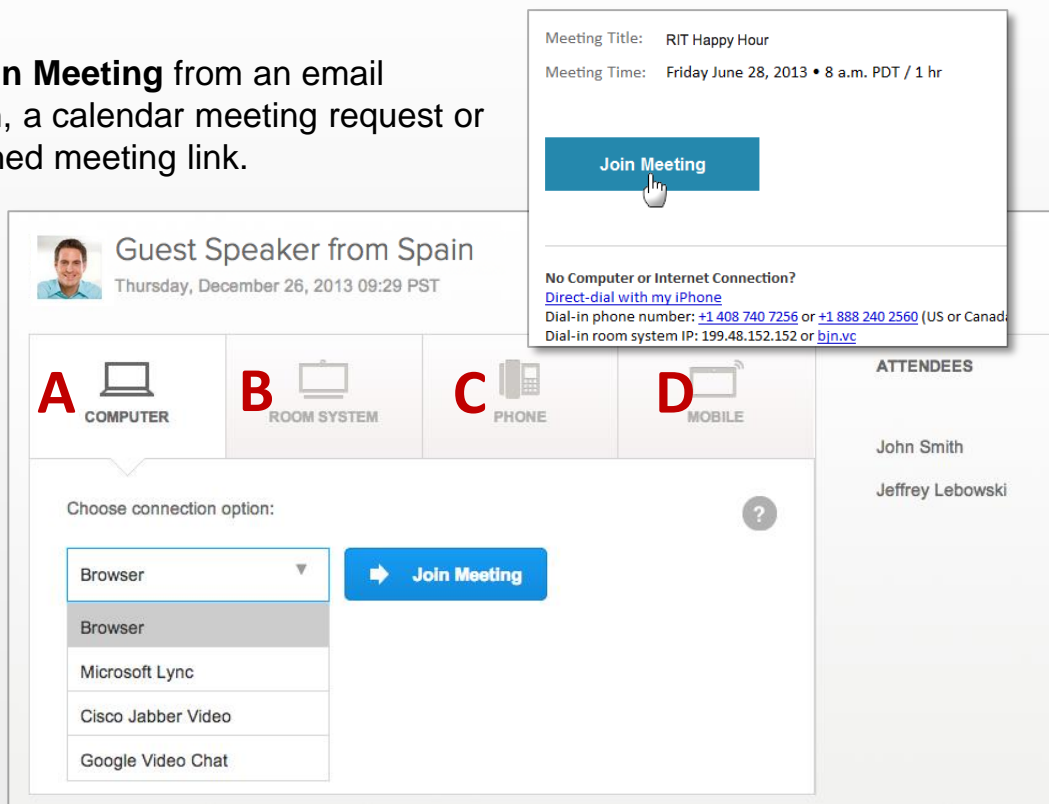 n Meeting from an email
, a calendar meeting request or
ned meeting link.
Meeting Title: RIT Happy Hour
Meeting Time: Friday June 28, 2013 • 8 a.m. PDT / 1 hr
Join Meeting
No Computer or Internet Connection?
Direct-dial with my iPhone
Dial-in phone number: +1 408 740 7256 or +1 888 240 2560 (US or Canada
Dial-in room system IP: 199.48.152.152 or bjn.vc
Guest Speaker from Spain
Thursday, December 26, 2013 09:29 PST
A COMPUTER
B ROOM SYSTEM
C PHONE
D MOBILE
Choose connection option:
?
Browser
Join Meeting
Browser
Microsoft Lync
Cisco Jabber Video
Google Video Chat
ATTENDEES
John Smith
Jeffrey Lebowski